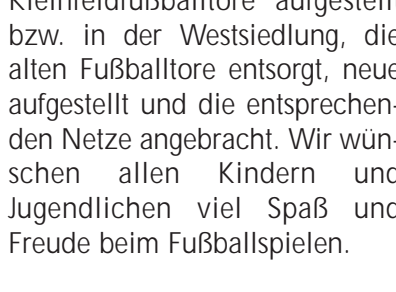 Kleinfeldfußballtore aufgestellt
bzw. in der Westsiedlung, die
alten Fußballtore entsorgt, neue
aufgestellt und die entsprechen-
den Netze angebracht. Wir wün-
schen allen Kindern und
Jugendlichen viel Spaß und
Freude beim Fußballspielen.